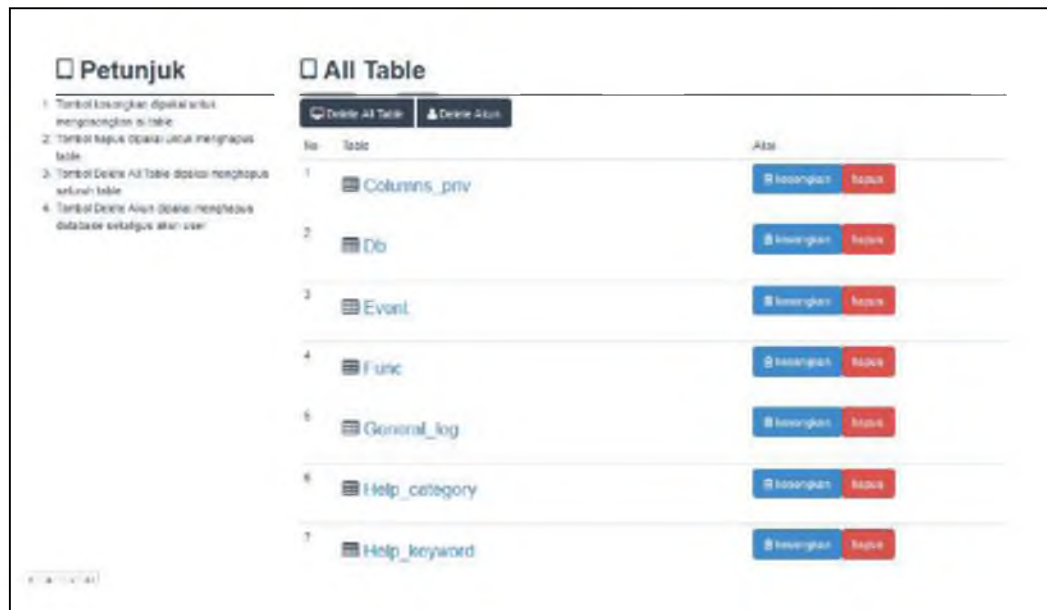 Petunjuk
1. Tombol kosongkan dipakai untuk
mengosongkan isi table
2. Tombol hapus dipakai untuk menghapus
table
3. Tombol Delete All Table dipakai menghapus
seluruh table
4. Tombol Delete Akun dipakai menghapus
database sekaligus akun user
All Table
Delete All Table Delete Akun
No Table Aksi
1 Columns_priv kosongkan hapus
2 Db kosongkan hapus
3 Event kosongkan hapus
4 Func kosongkan hapus
5 General_log kosongkan hapus
6 Help_category kosongkan hapus
7 Help_keyword kosongkan hapus